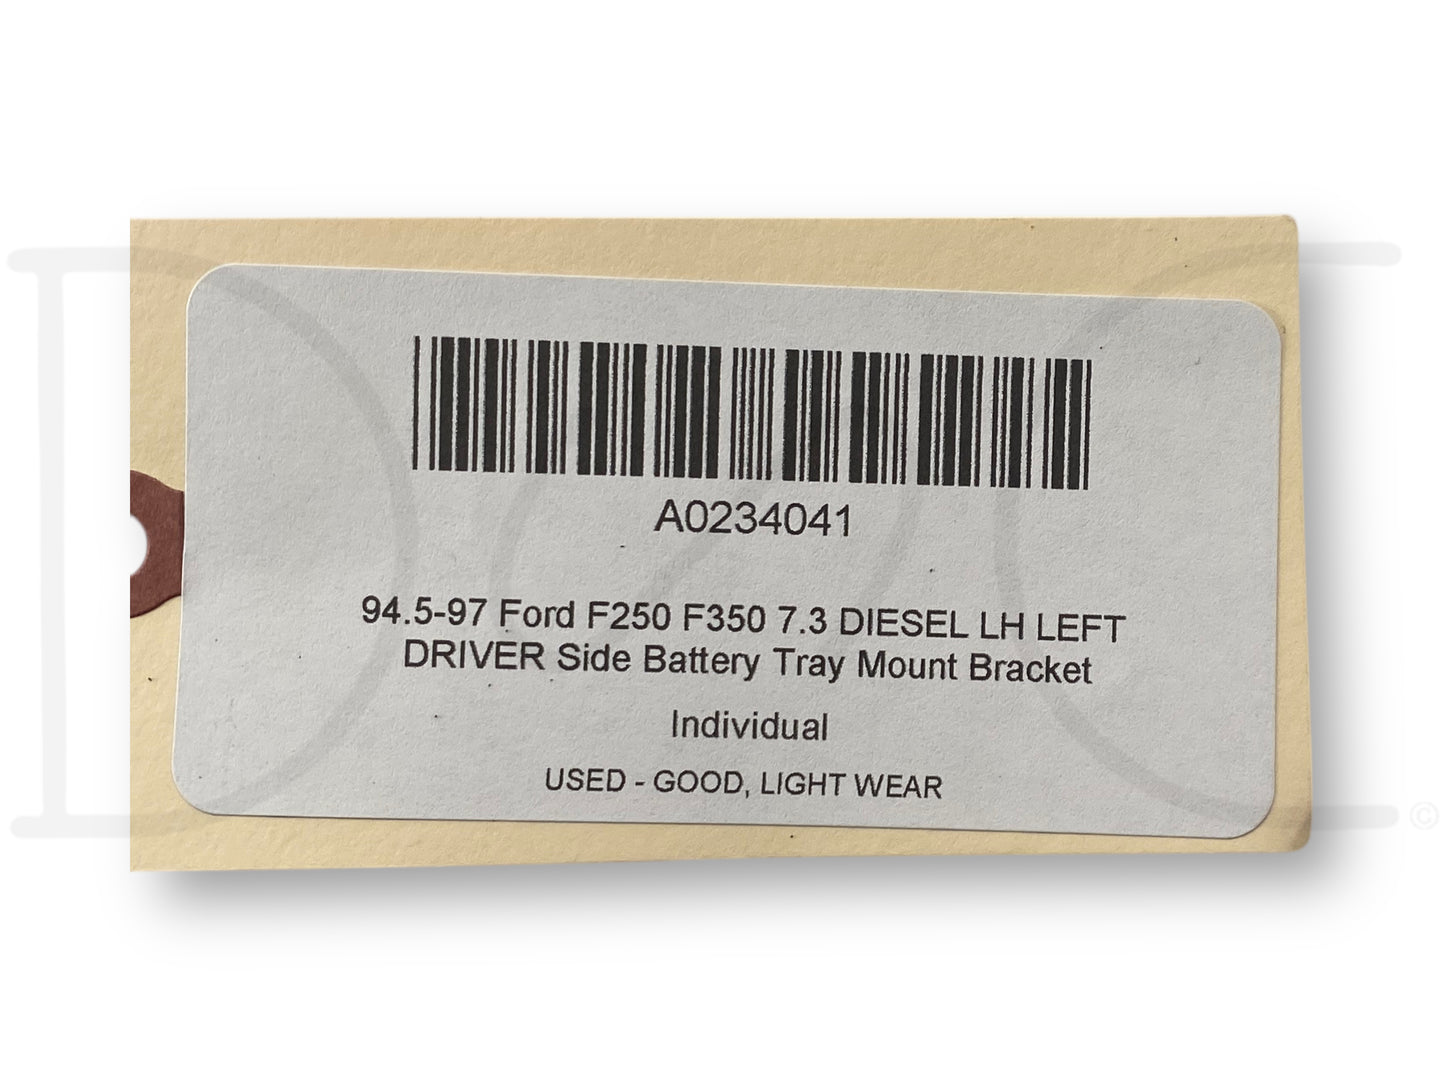 A0234041
94.5-97 Ford F250 F350 7.3 DIESEL LH LEFT
DRIVER Side Battery Tray Mount Bracket
Individual
USED - GOOD, LIGHT WEAR
©